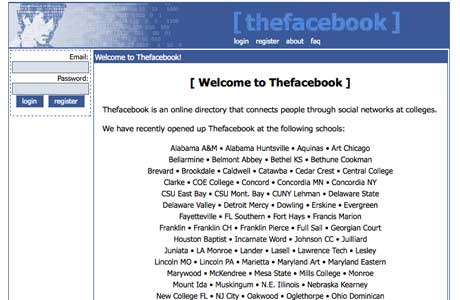 [ thefacebook ]
login register about faq
Email:
Password:
login register
Welcome to Thefacebook!
[ Welcome to Thefacebook ]
Thefacebook is an online directory that connects people through social networks at colleges.
We have recently opened up Thefacebook at the following schools:
Alabama A&M • Alabama Huntsville • Aquinas • Art Chicago
Bellarmine • Belmont Abbey • Bethel KS • Bethune Cookman
Brevard • Brookdale • Caldwell • Catawba • Cedar Crest • Central College
Clarke • COE College • Concord • Concordia MN • Concordia NY
CSU East Bay • CSU Mont. Bay • CUNY Lehman • Delaware State
Delaware Valley • Detroit Mercy • Dowling • Erskine • Evergreen
Fayetteville • FL Southern • Fort Hays • Francis Marion
Franklin • Franklin CH • Franklin Pierce • Full Sail • Georgian Court
Houston Baptist • Incarnate Word • Johnson CC • Juilliard
Juniata • LA Monroe • Lander • Lasell • Lawrence Tech • Lesley
Lincoln MO • Lincoln PA • Marietta • Maryland Art • Maryland Eastern
Marywood • McKendree • Mesa State • Mills College • Monroe
Mount Ida • Muskingum • N.E. Illinois • Nebraska Kearney
New College FL • NJ City • Oakwood • Oglethorpe • Ohio Dominican